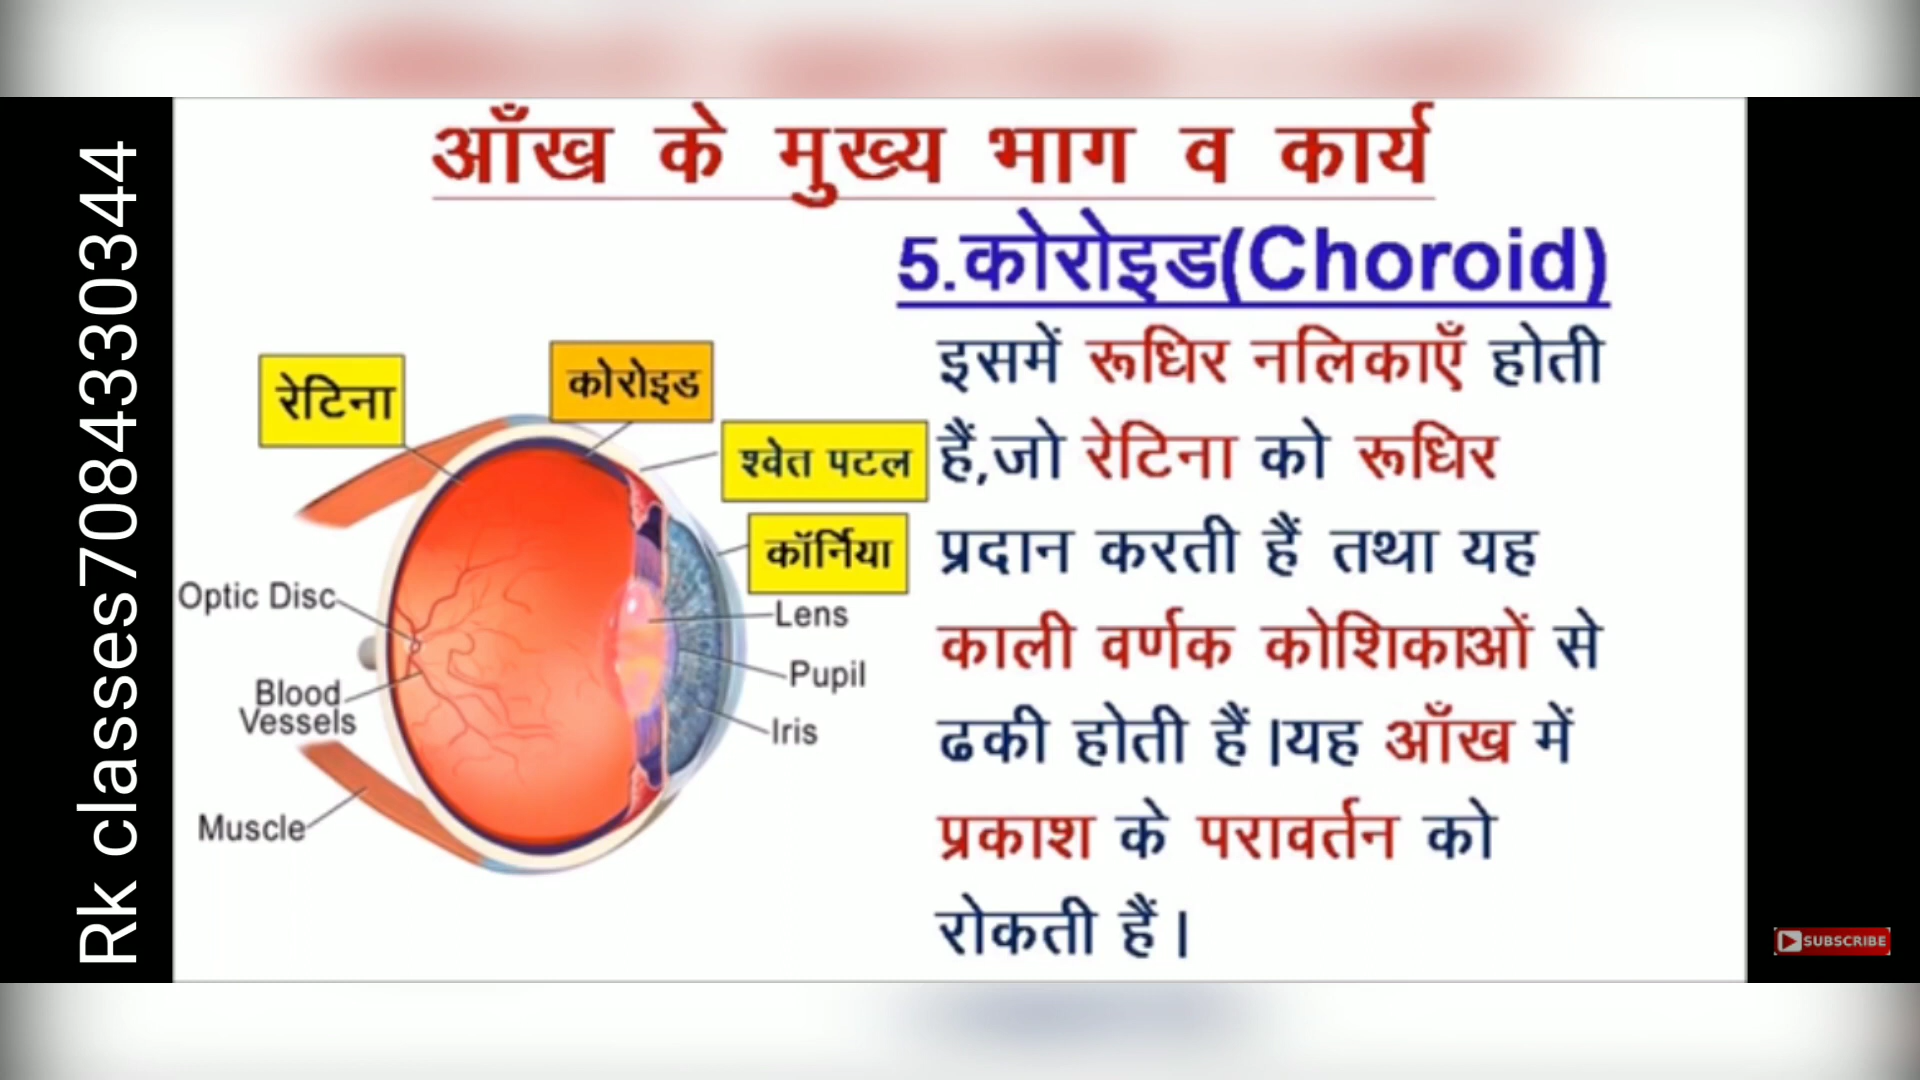 Rk classes7084330344
आँख के मुख्य भाग व कार्य
5.कोरोइड(Choroid)
इसमें रूधिर नलिकाएँ होती
हैं,जो रेटिना को रूधिर
प्रदान करती हैं तथा यह
काली वर्णक कोशिकाओं से
ढकी होती हैं |यह आँख में
प्रकाश के परावर्तन को
रोकती हैं |
रेटिना
कोरोइड
श्वेत पटल
कॉर्निया
Optic Disc
Lens
Pupil
Blood
Vessels
Iris
Muscle
SUBSCRIBE